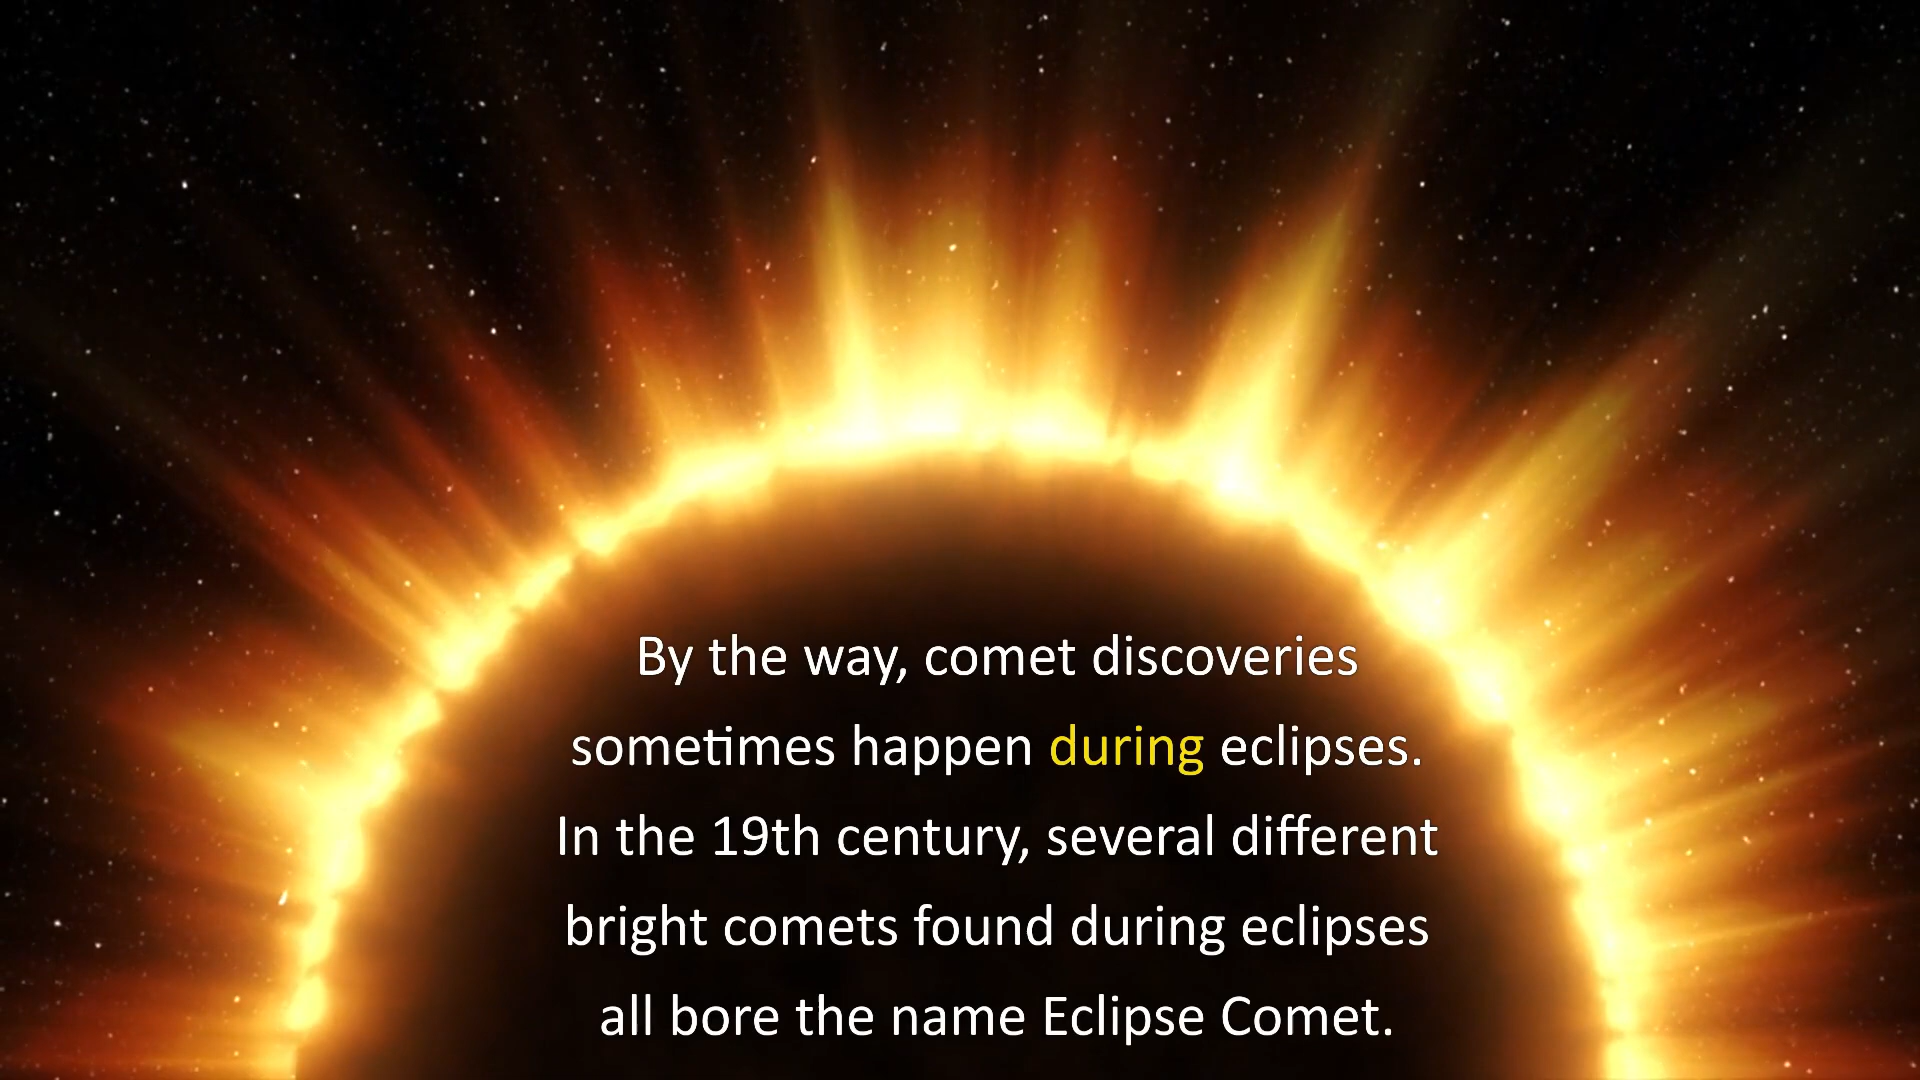 By the way, comet discoveries
sometimes happen during eclipses.
In the 19th century, several different
bright comets found during eclipses
all bore the name Eclipse Comet.